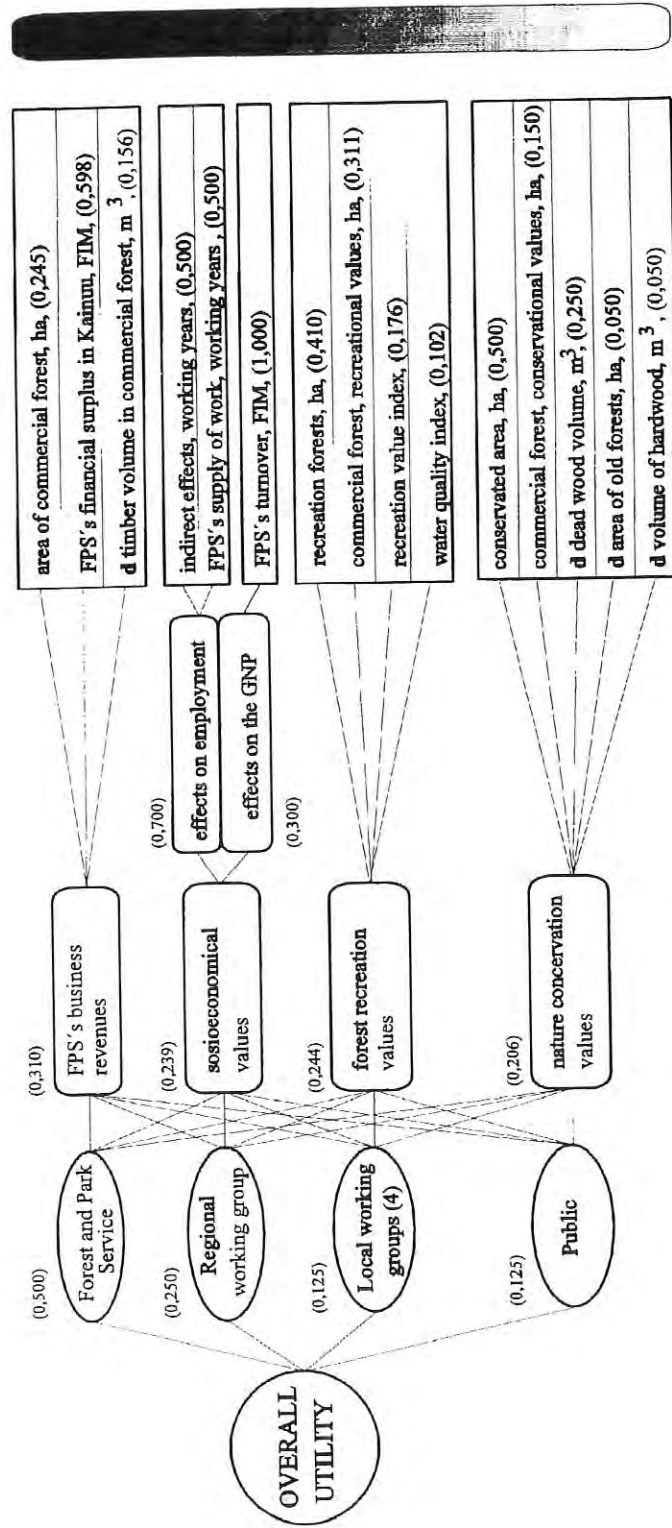 OVERALL
UTILITY
(0,500)
Forest and Park
Service
(0,250)
Regional
working group
(0,125)
Local working
groups (4)
(0,125)
Public
(0,310)
FPS´s business
revenues
(0,239)
sosioeconomical
values
(0,244)
forest recreation
values
(0,206)
nature concervation
values
(0,700)
effects on employment
effects on the GNP
(0,300)
area of commercial forest, ha, (0,245)
FPS´s financial surplus in Kainuu, FIM, (0,598)
d timber volume in commercial forest, m 3 , (0,156)
indirect effects, working years, (0,500)
FPS´s supply of work, working years , (0,500)
FPS´s turnover, FIM, (1,000)
recreation forests, ha, (0,410)
commercial forest, recreational values, ha, (0,311)
recreation value index, (0,176)
water quality index, (0,102)
conservated area, ha, (0,500)
commercial forest, conservational values, ha, (0,150)
d dead wood volume, m3, (0,250)
d area of old forests, ha, (0,050)
d volume of hardwood, m 3 , (0,050)